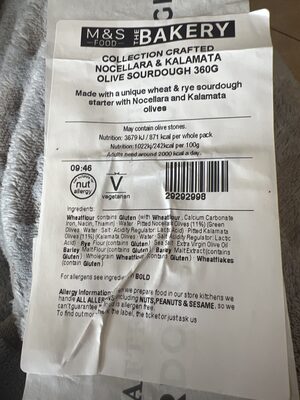 M&S
FOOD
THE
BAKERY
COLLECTION CRAFTED
NOCELLARA & KALAMATA
OLIVE SOURDOUGH 360G
Made with a unique wheat & rye sourdough
starter with Nocellara and Kalamata
olives
May contain olive stones.
Nutrition: 3679 kJ / 871 kcal per whole pack
Nutrition: 1022kj/242kcal per 100g
Adults need around 2000 kcal a day.
09:46
nut
allergy
V
vegetarian
29292998
Ingredients:
Wheatflour contains Gluten (with Wheatflour, Calcium Carbonate
Iron, Niacin, Thiamin) · Water · Pitted Nocellara Olives (11%) (Green
Olives · Water · Salt · Acidity Regulator: Lactic Acid) · Pitted Kalamata
Olives (11%) (Kalamata Olives · Water · Salt · Acidity Regulator: Lactic
Acid) · Rye Flour (contains Gluten) · Sea Salt · Extra Virgin Olive Oil
Barley Malt Flour (contains Gluten) · Barley Malt Extract (contains
Gluten) · Wholegrain Wheatflour (contains Gluten) · Wheatflakes
(contain Gluten)
For allergens see ingredients in BOLD
Allergy Information: we prepare food in our store kitchens we
handle ALL ALLERGENS including NUTS, PEANUTS & SESAME, so we
can't guarantee food is allergen free.
To find out more, check the label, the ticket or just ask us